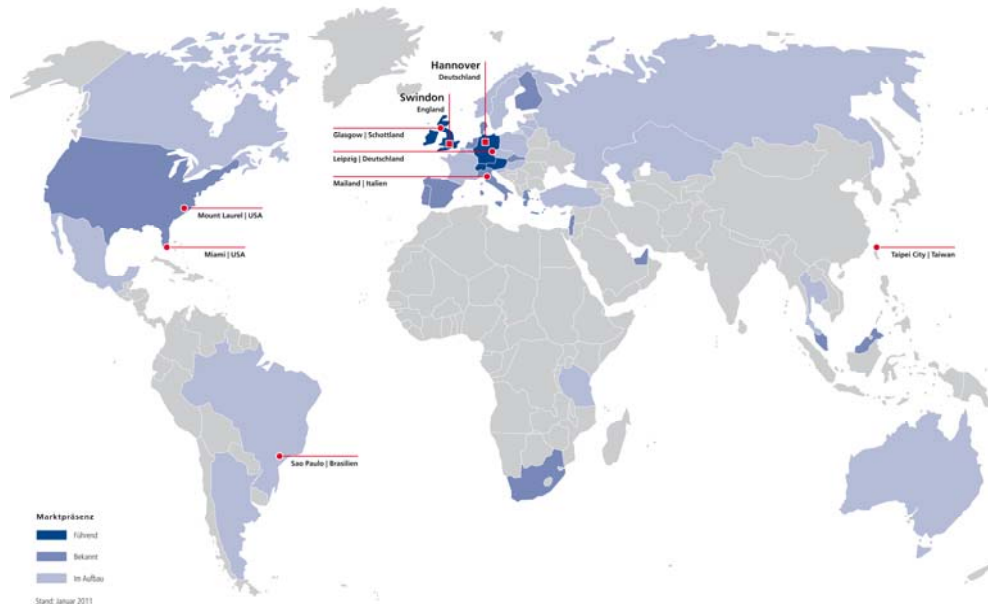 Hannover
Deutschland
Swindon
England
Glasgow | Schottland
Leipzig | Deutschland
Mailand | Italien
Mount Laurel | USA
Miami | USA
Taipei City | Taiwan
Sao Paulo | Brasilien
Marktpräsenz
Führend
Bekannt
Im Aufbau
Stand: Januar 2011